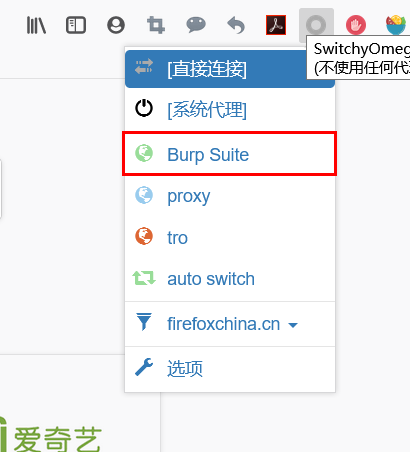 SwitchyOmeg
(不使用任何代
[直接连接]
[系统代理]
Burp Suite
proxy
tro
auto switch
firefoxchina.cn
选项
爱奇艺